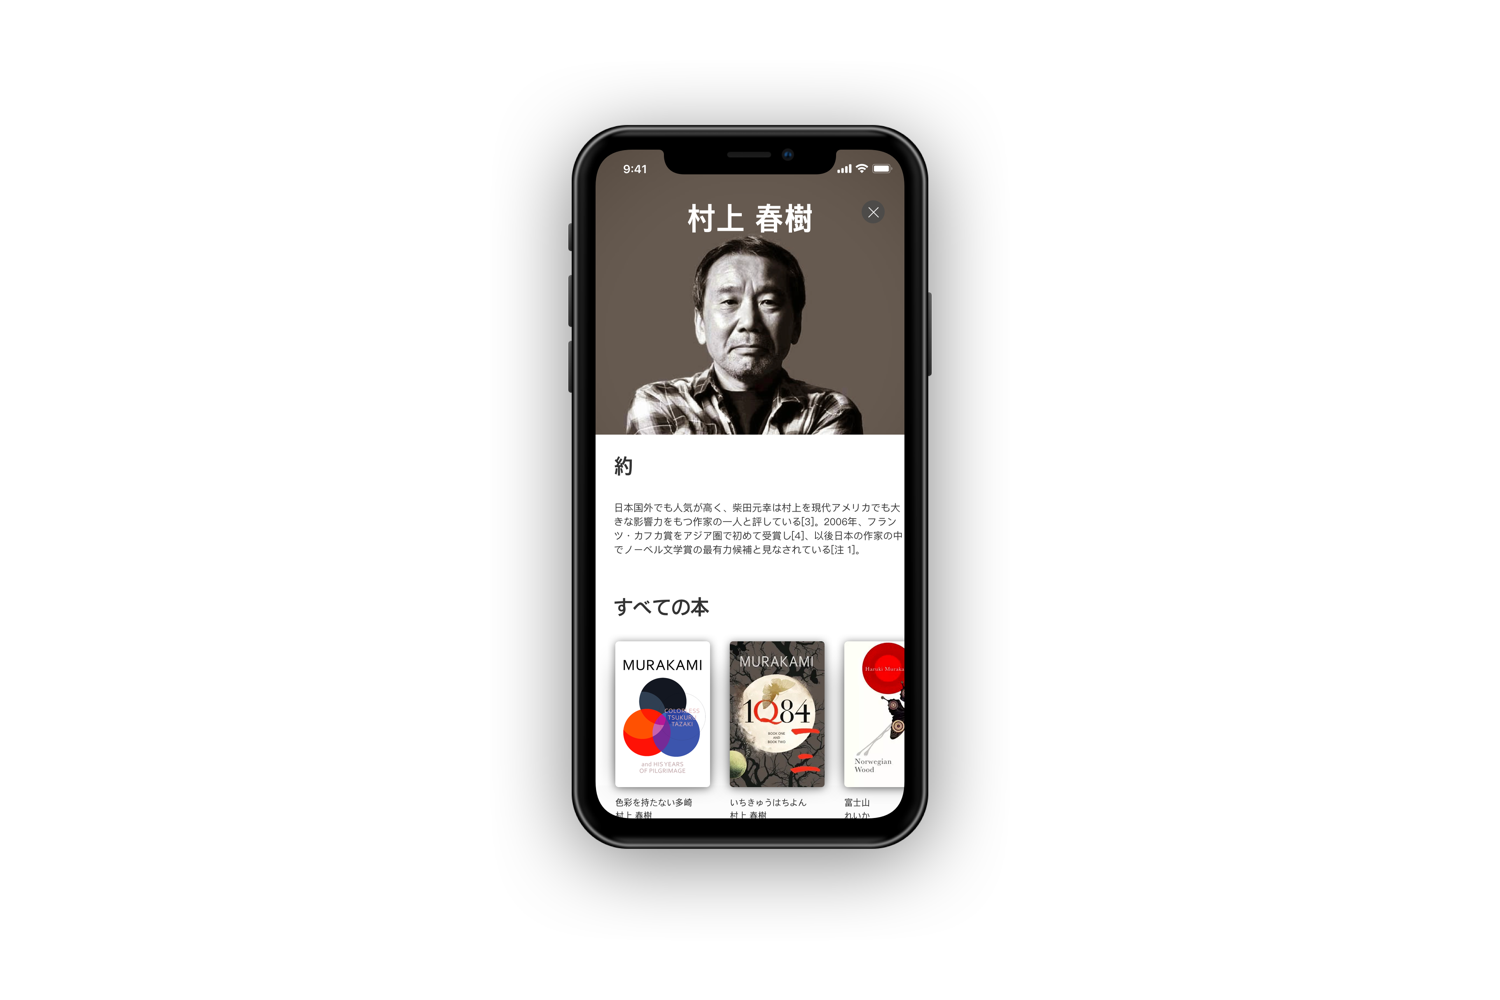 9:41
村上 春樹
約
日本国外でも人気が高く、柴田元幸は村上を現代アメリカでも大
きな影響力をもつ作家の一人と評している[3]。2006年、フラン
ツ・カフカ賞をアジア圏で初めて受賞し[4]、以後日本の作家の中
でノーベル文学賞の最有力候補と見なされている[注 1]。
すべての本
MURAKAMI
COLORLESS
TSUKURU
TAZAKI
and HIS YEARS
OF PILGRIMAGE
MURAKAMI
1Q84
BOOK ONE
AND
BOOK TWO
Haruki Muraka
Norwegian
Wood
色彩を持たない多崎
村上 春樹
いちきゅうはちよん
村上 春樹
富士山
れいか